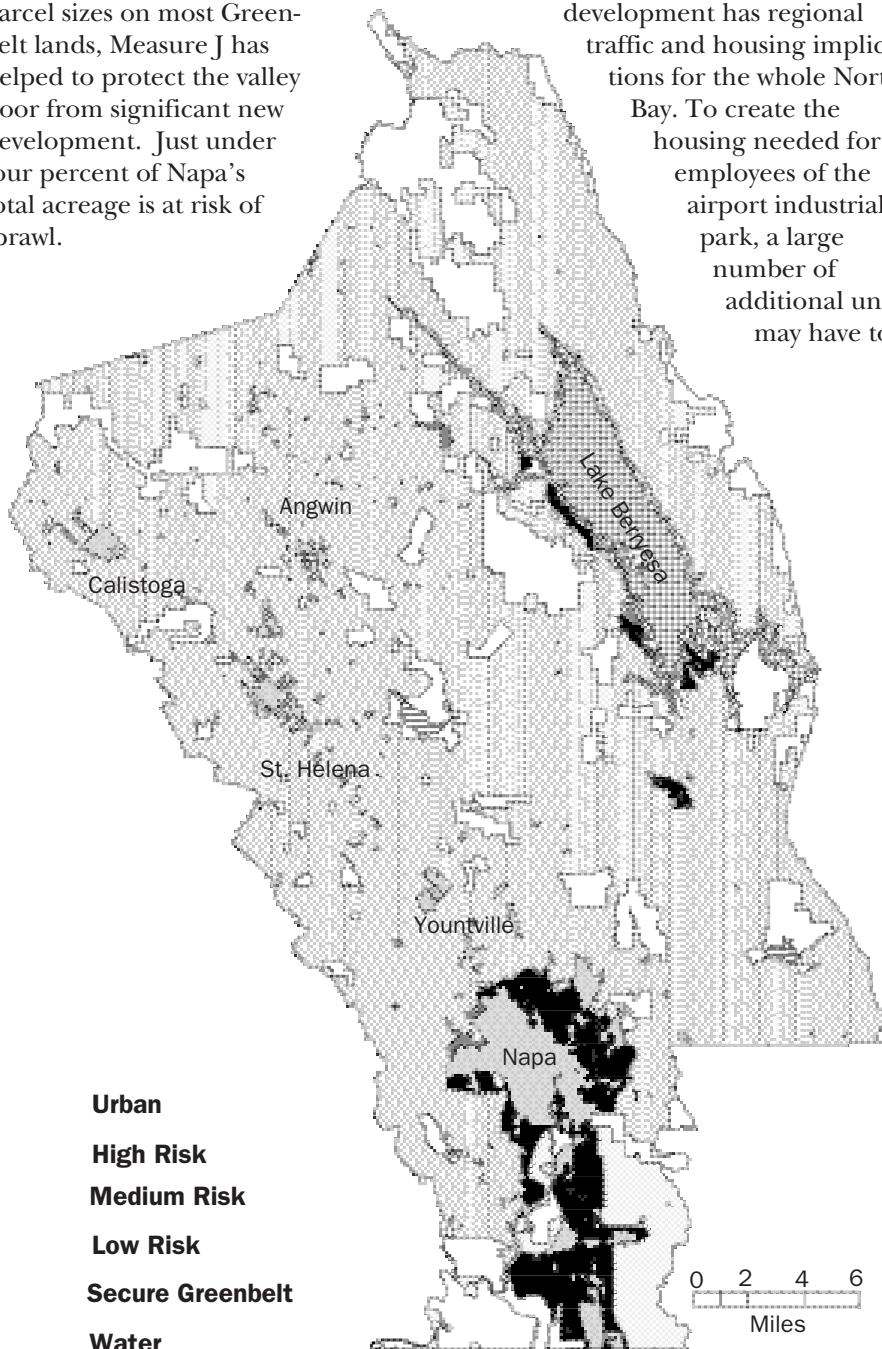 arcel sizes on most Green-
elt lands, Measure J has
elped to protect the valley
oor from significant new
evelopment. Just under
our percent of Napa's
otal acreage is at risk of
prawl.
development has regional
traffic and housing implic
tions for the whole Nort
Bay. To create the
housing needed for
employees of the
airport industrial
park, a large
number of
additional un
may have to
Lake Berryesa
Angwin
Calistoga
St. Helena
Yountville
Napa
Urban
High Risk
Medium Risk
Low Risk
Secure Greenbelt
Water
0 2 4 6
Miles